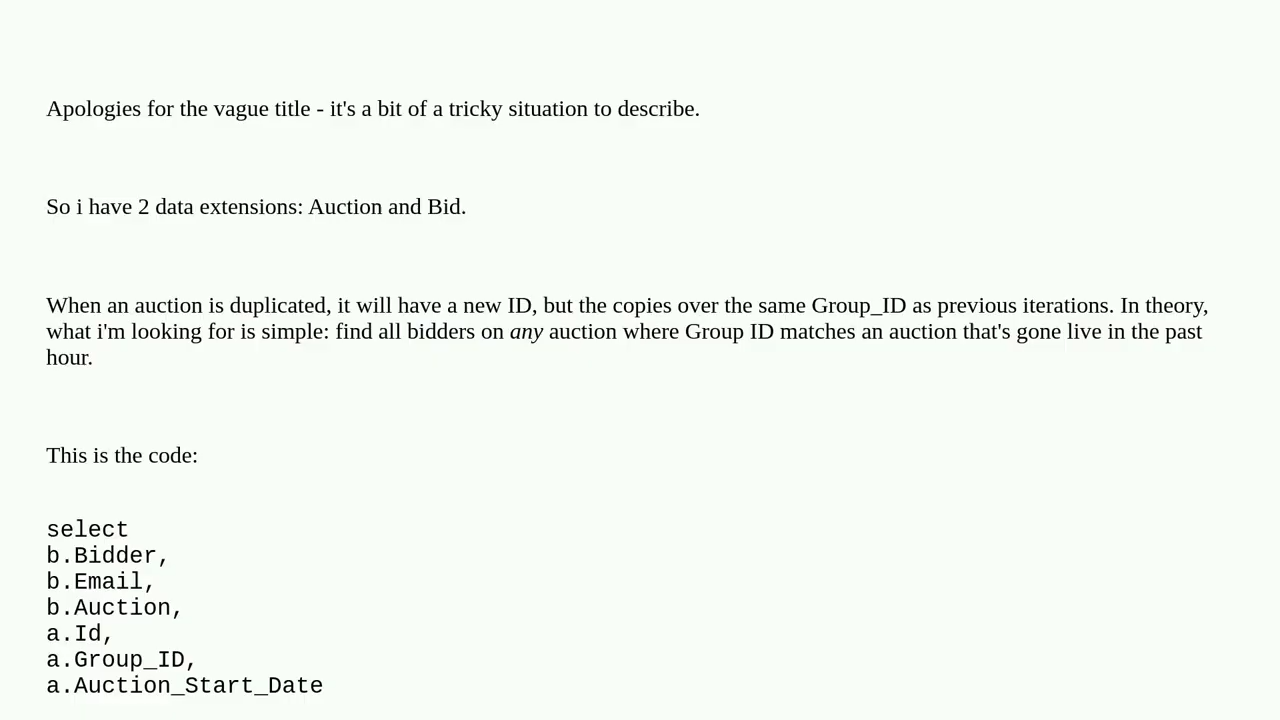 Apologies for the vague title - it's a bit of a tricky situation to describe.
So i have 2 data extensions: Auction and Bid.
When an auction is duplicated, it will have a new ID, but the copies over the same Group_ID as previous iterations. In theory,
what i'm looking for is simple: find all bidders on any auction where Group ID matches an auction that's gone live in the past
hour.
This is the code:
select
b.Bidder,
b.Email,
b.Auction,
a.Id,
a.Group_ID,
a.Auction_Start_Date